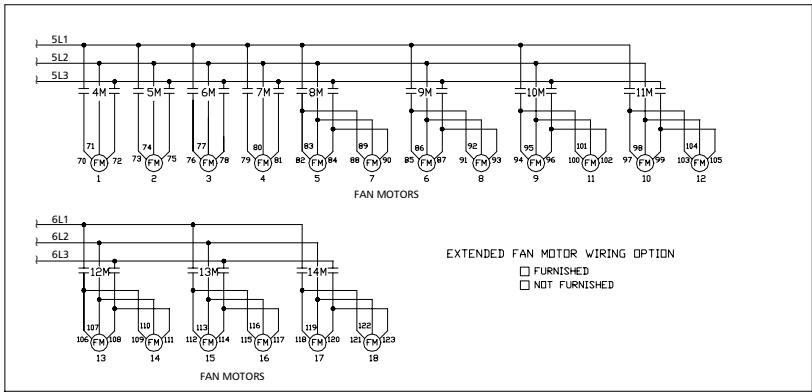 5L1
5L2
5L3
4M 5M 6M 7M 8M 9M 10M 11M
71 74 77 80 83 89 86 92 95 101 98 104
70 72 73 75 76 78 79 81 82 84 88 90 85 87 91 93 94 96 100 102 97 99 103 105
FM FM FM FM FM FM FM FM FM FM FM FM
1 2 3 4 5 7 6 8 9 11 10 12
FAN MOTORS
6L1
6L2
6L3
EXTENDED FAN MOTOR WIRING OPTION
FURNISHED
NOT FURNISHED
12M 13M 14M
107 110 113 116 119 122
106 108 109 111 112 114 115 117 118 120 121 123
FM FM FM FM FM FM
13 14 15 16 17 18
FAN MOTORS